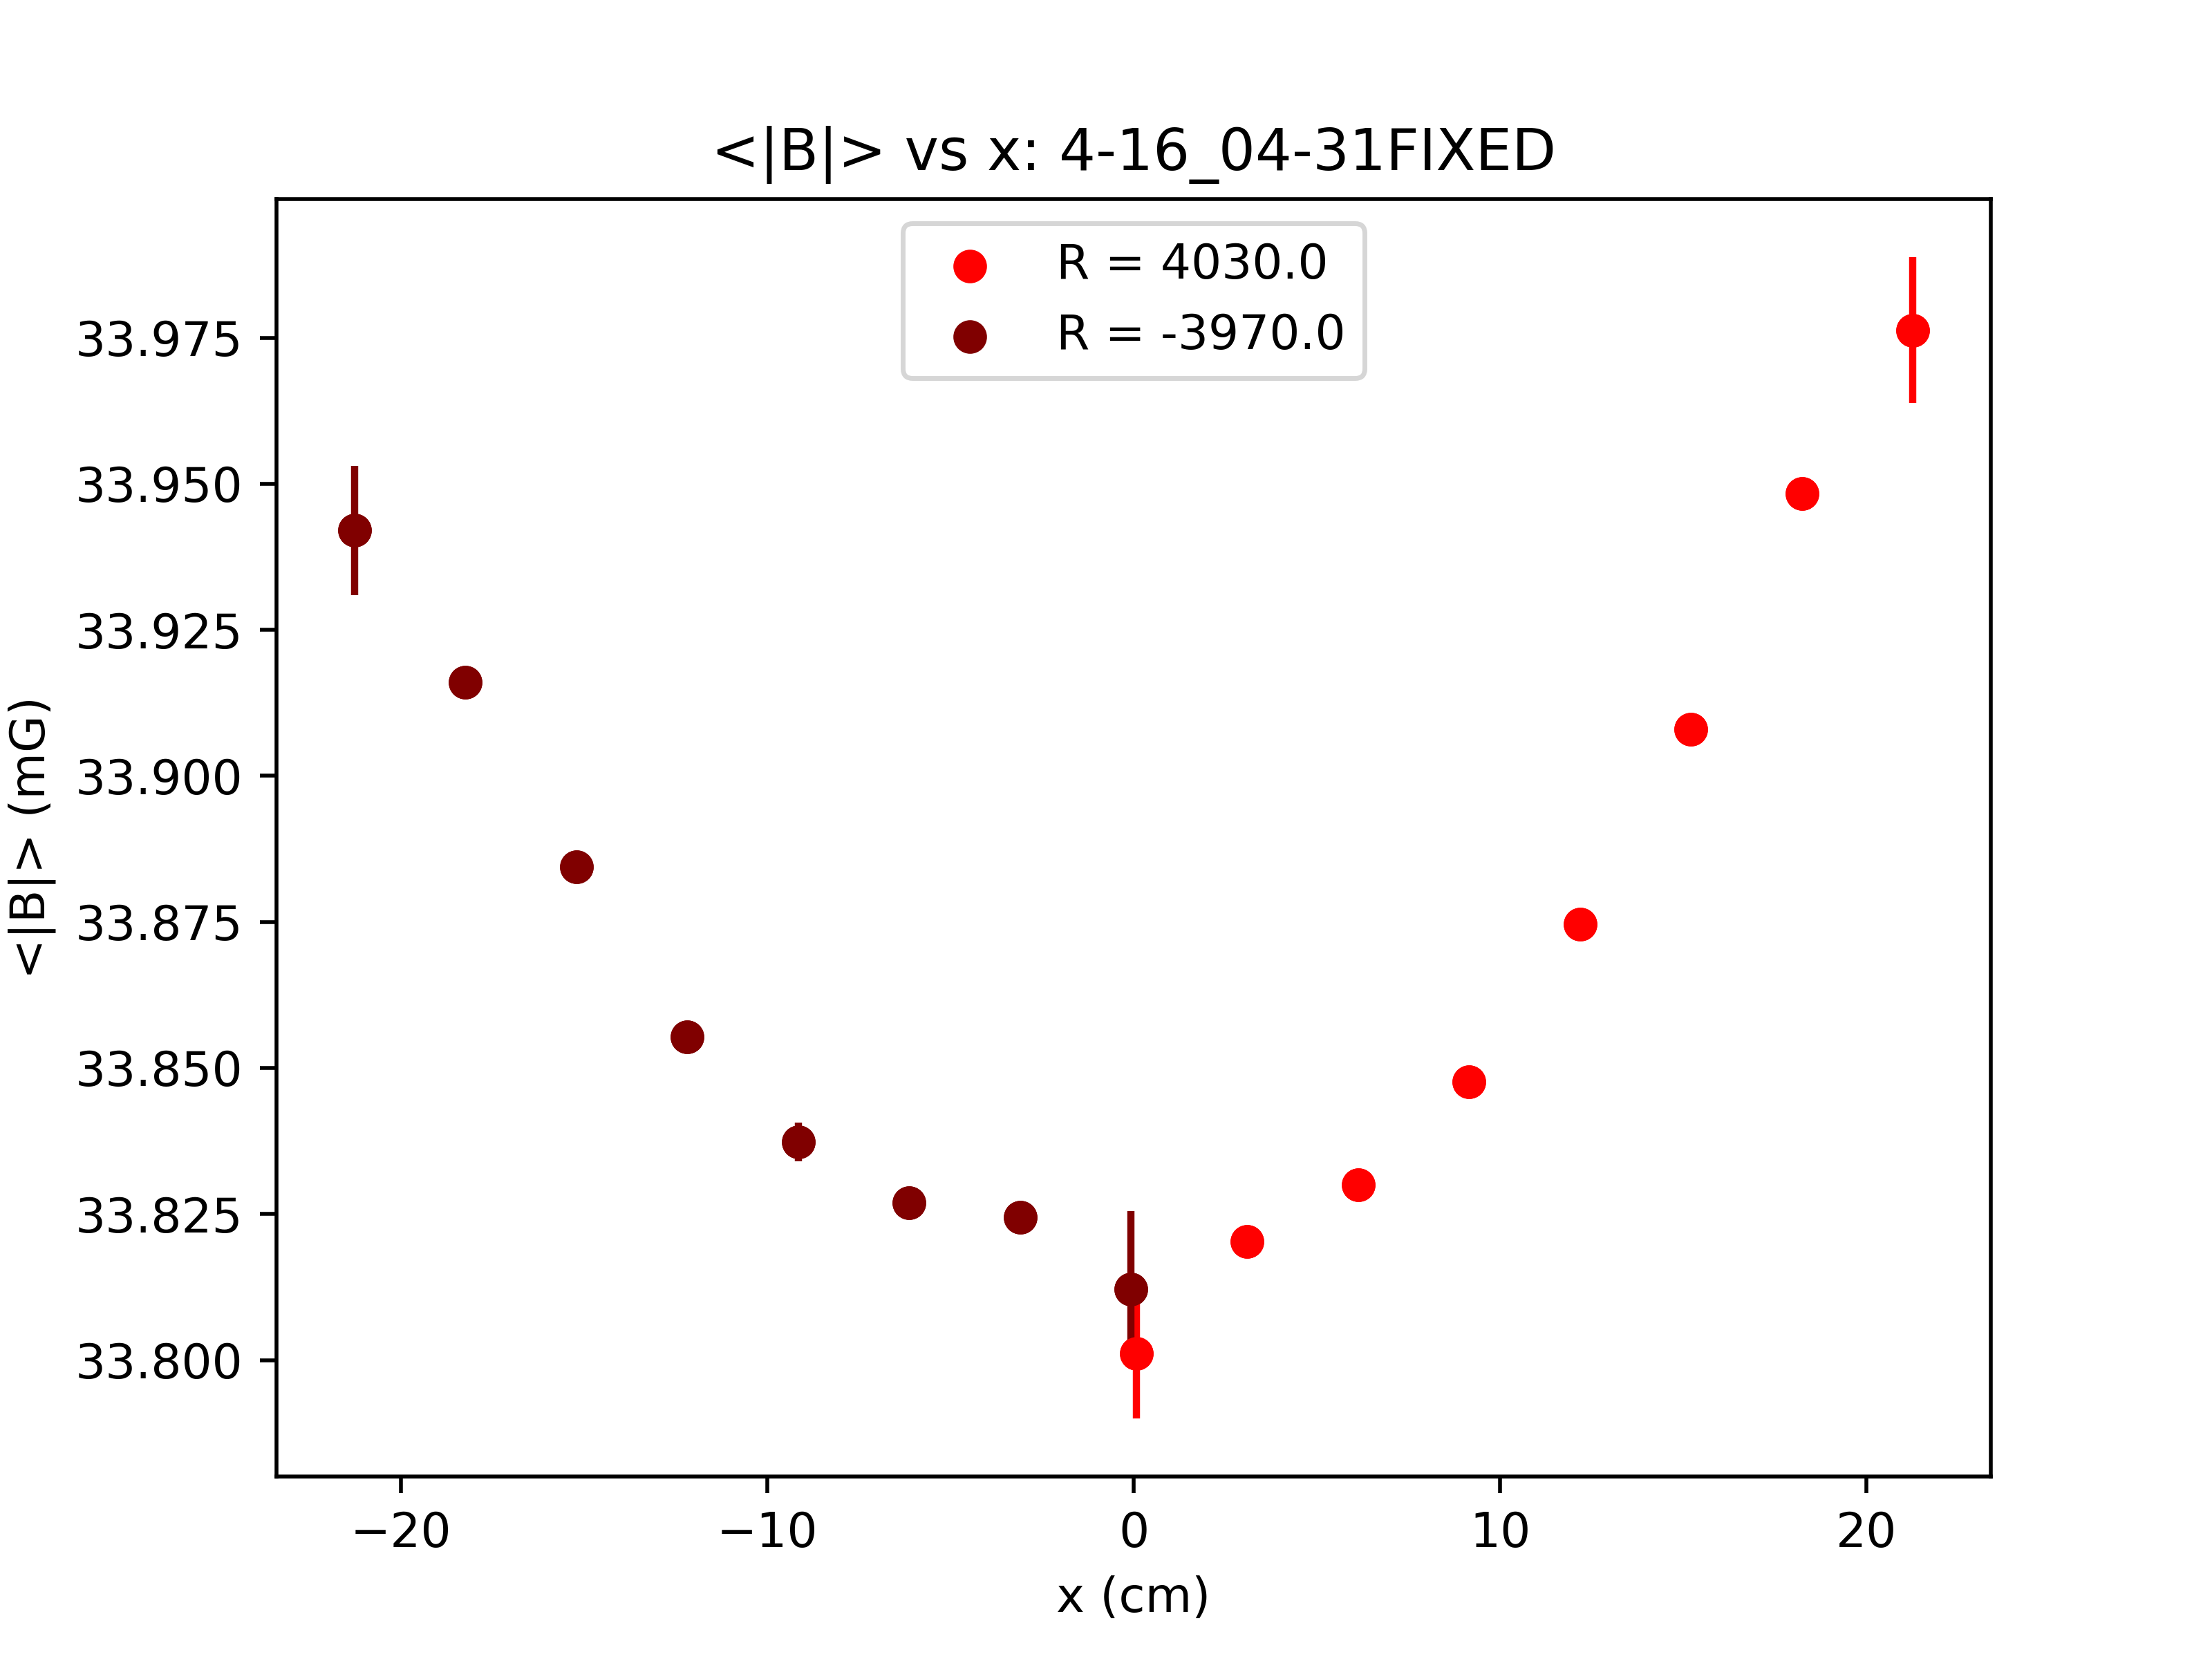 <|B|> vs x: 4-16_04-31FIXED
R = 4030.0
R = -3970.0
<|B|> (mG)
33.975
33.950
33.925
33.900
33.875
33.850
33.825
33.800
−20 −10 0 10 20
x (cm)